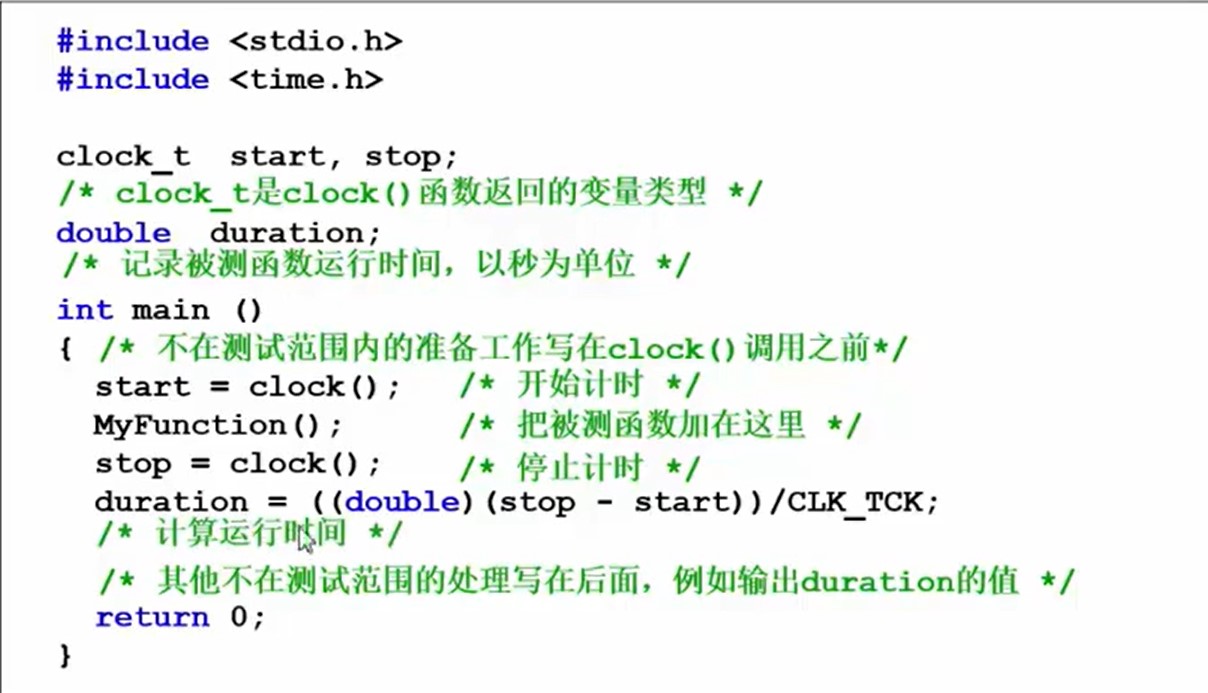 #include <stdio.h>
#include <time.h>
clock_t  start, stop;
/* clock_t是clock()函数返回的变量类型 */
double  duration;
/* 记录被测函数运行时间，以秒为单位 */
int main ()
{ /* 不在测试范围内的准备工作写在clock()调用之前*/
start = clock();   /* 开始计时 */
MyFunction();      /* 把被测函数加在这里 */
stop = clock();    /* 停止计时 */
duration = ((double)(stop - start))/CLK_TCK;
/* 计算运行时间 */
/* 其他不在测试范围的处理写在后面，例如输出duration的值 */
return 0;
}